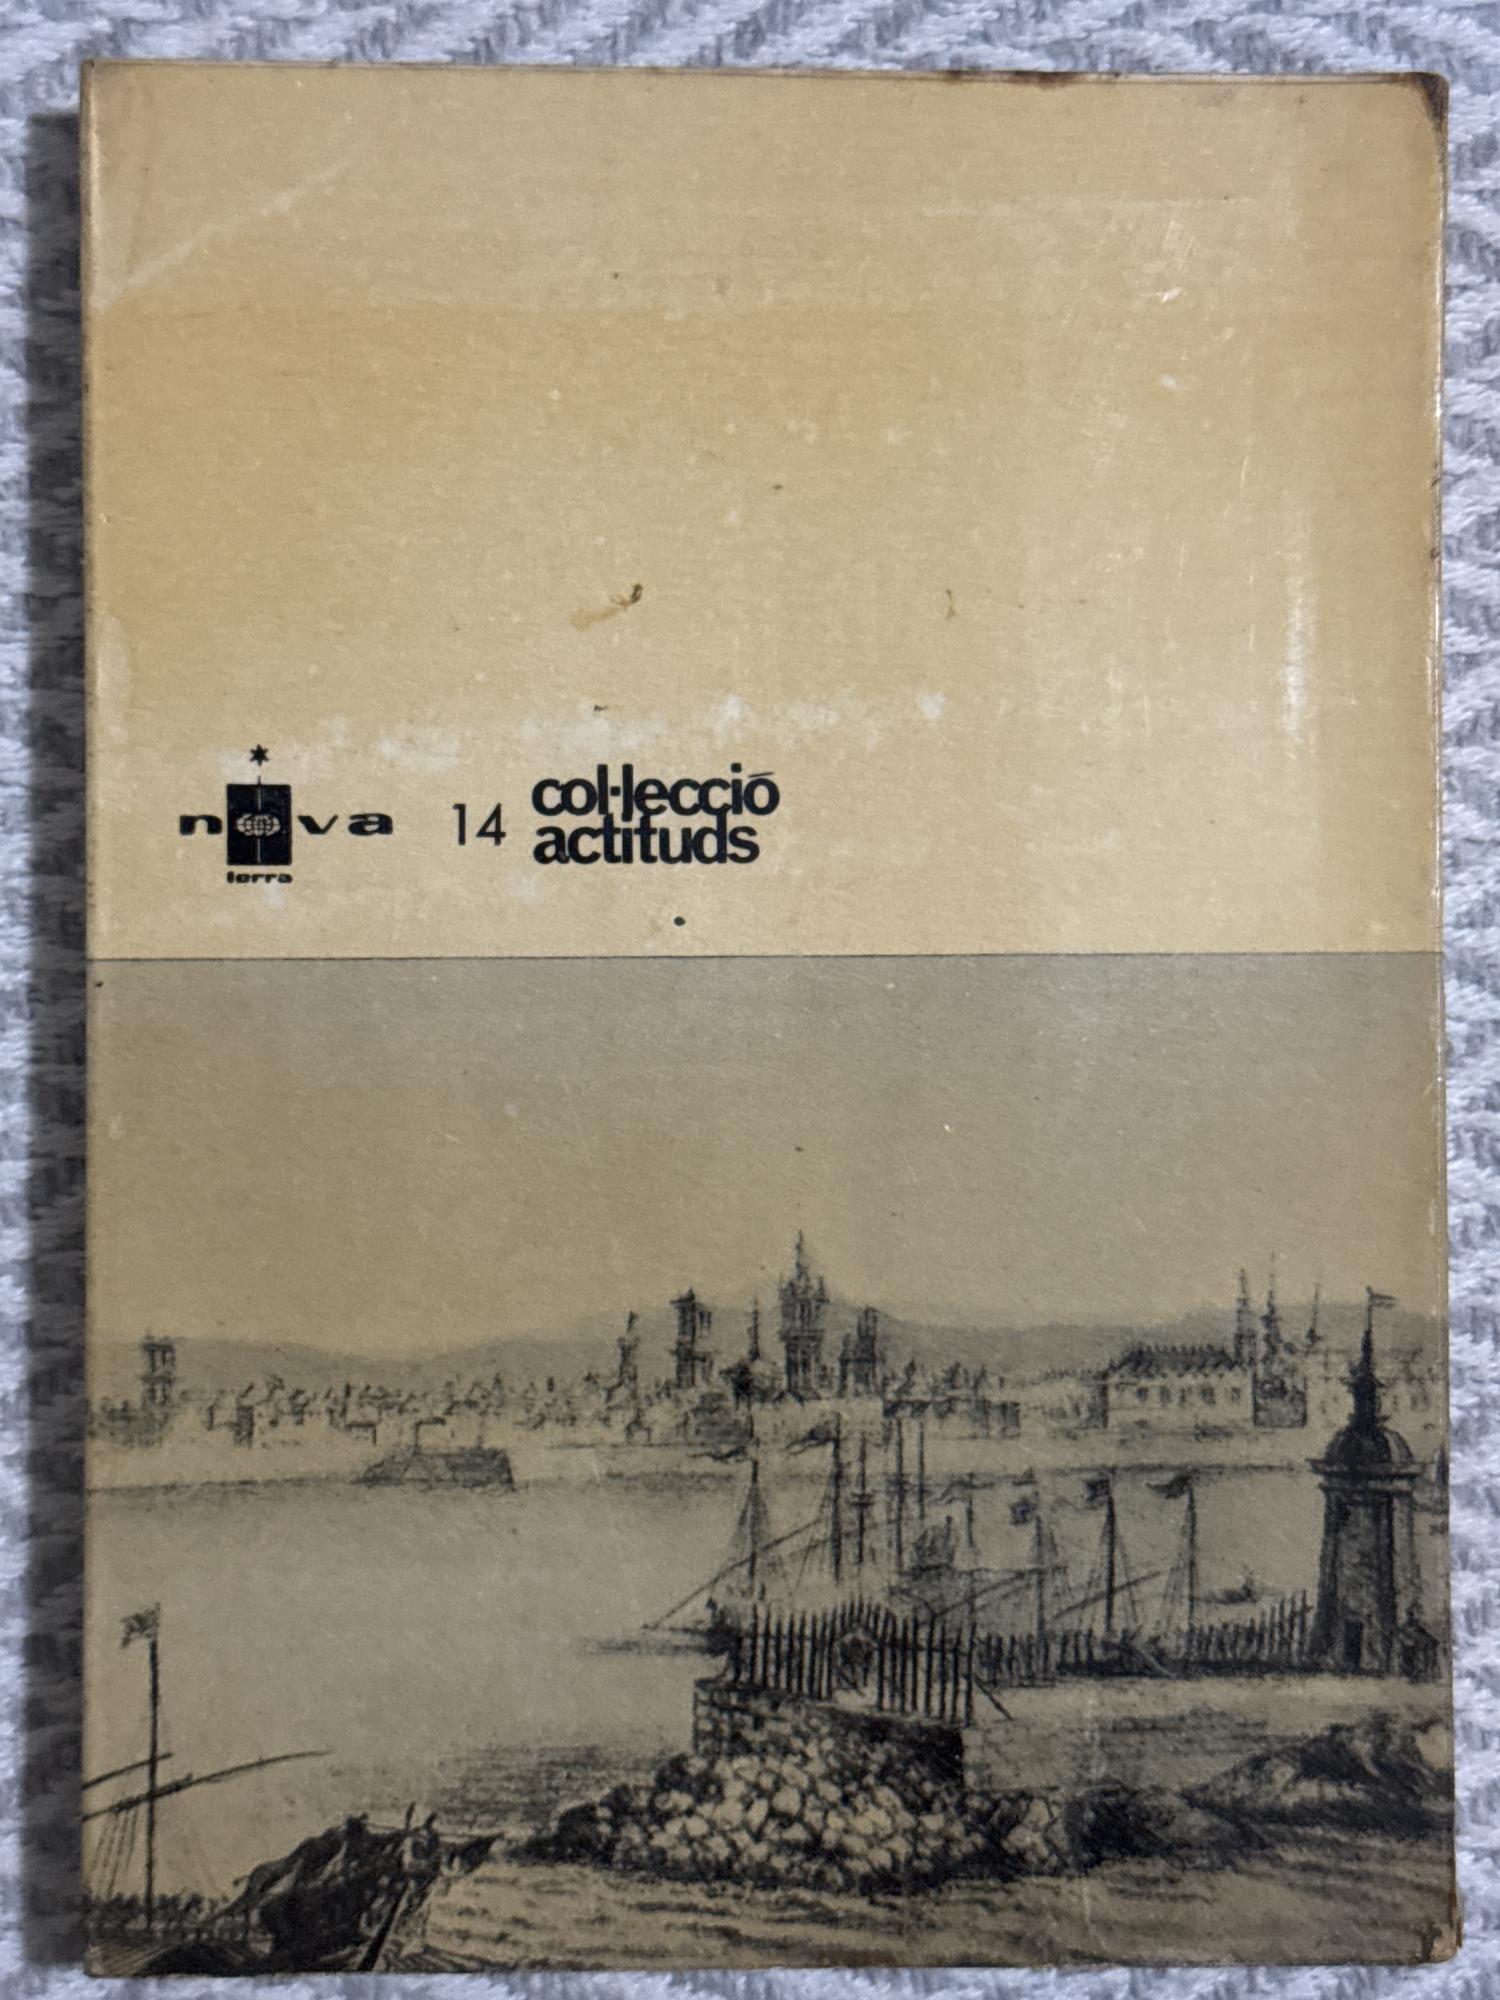 nova
terra
14
col·lecció
actituds